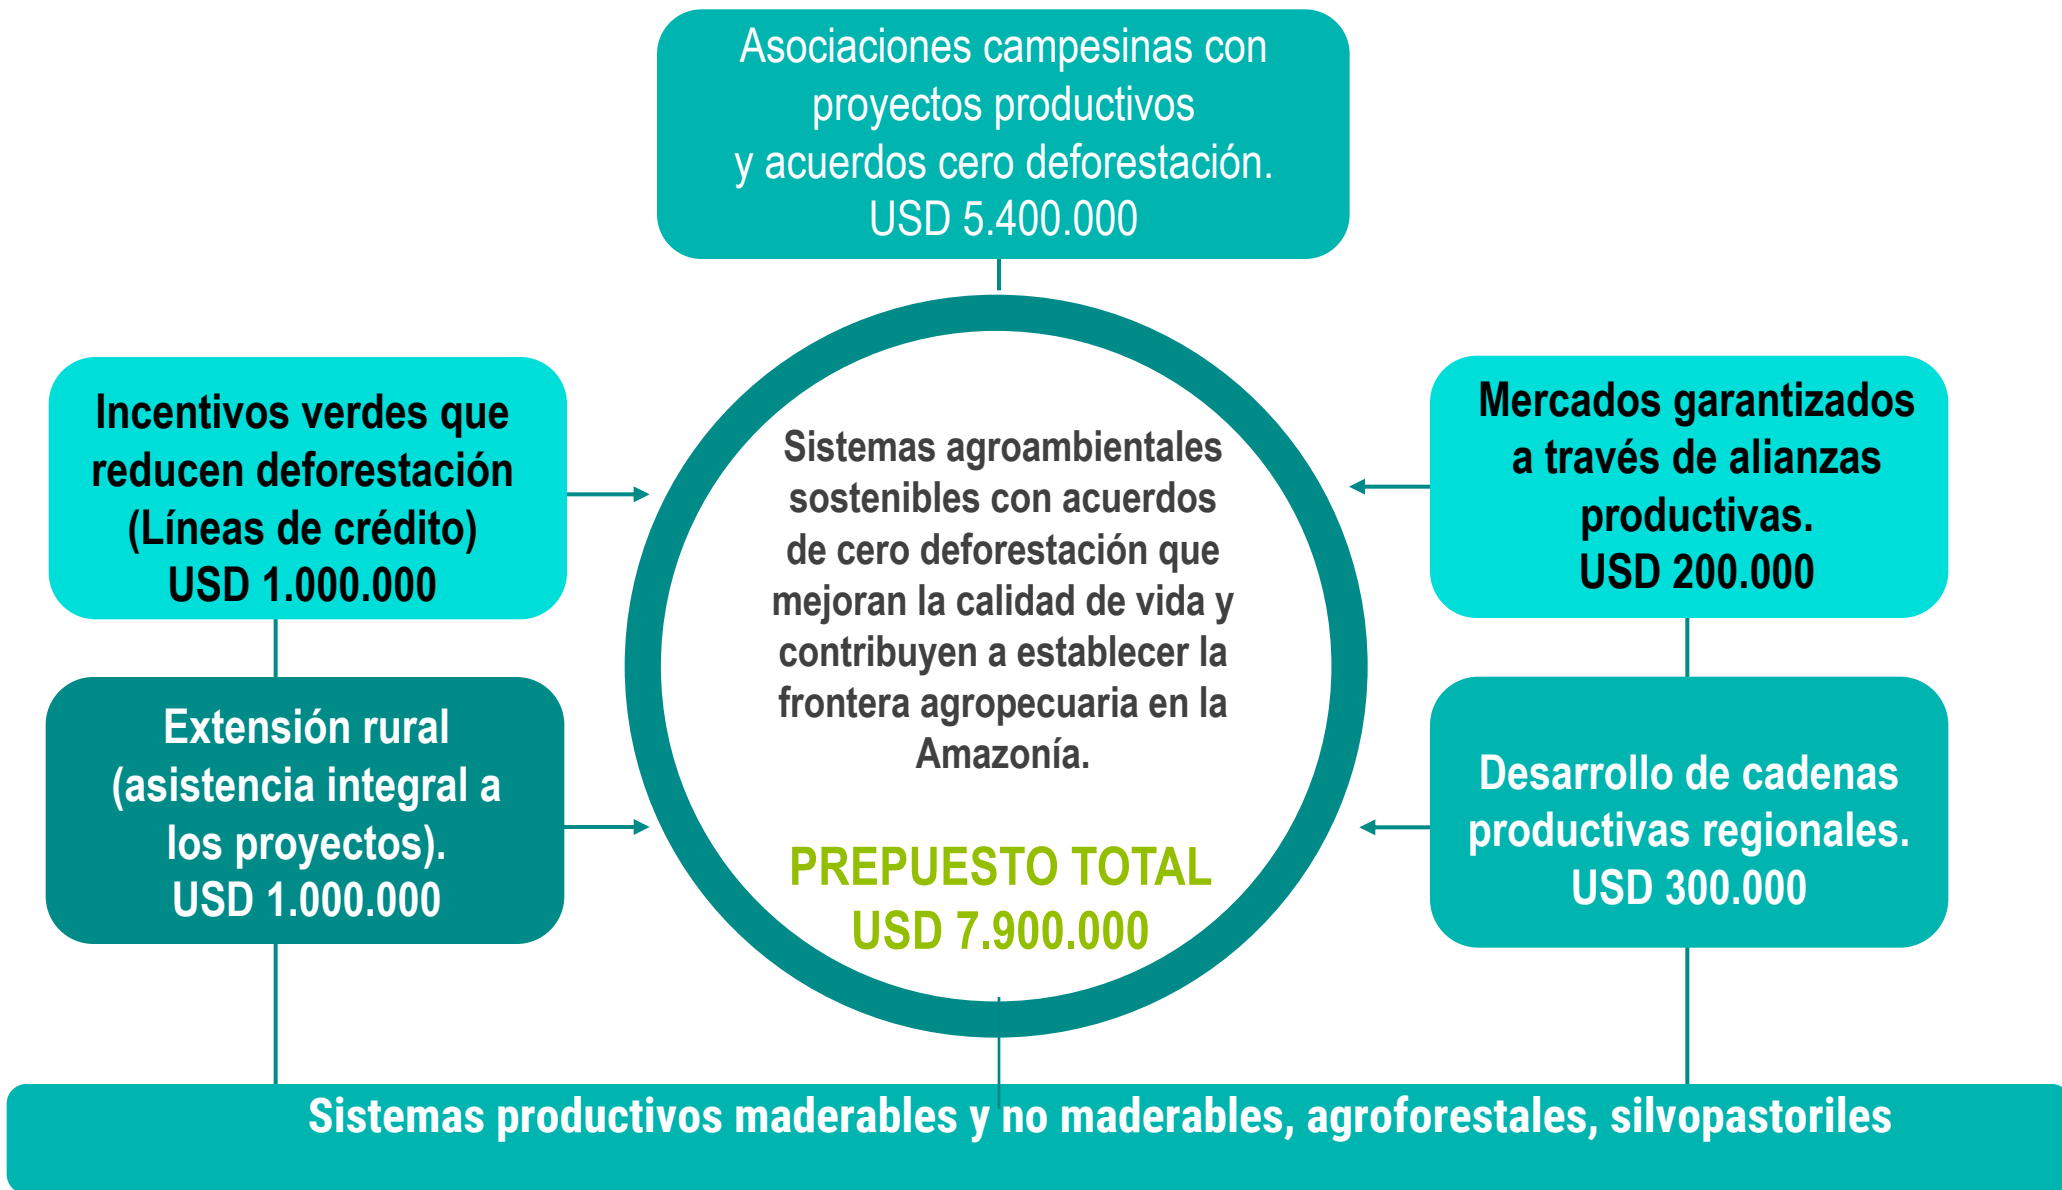 Asociaciones campesinas con
proyectos productivos
y acuerdos cero deforestación.
USD 5.400.000
Incentivos verdes que
reducen deforestación
(Líneas de crédito)
USD 1.000.000
Extensión rural
(asistencia integral a
los proyectos).
USD 1.000.000
Sistemas agroambientales
sostenibles con acuerdos
de cero deforestación que
mejoran la calidad de vida y
contribuyen a establecer la
frontera agropecuaria en la
Amazonía.
PREPUESTO TOTAL
USD 7.900.000
Mercados garantizados
a través de alianzas
productivas.
USD 200.000
Desarrollo de cadenas
productivas regionales.
USD 300.000
Sistemas productivos maderables y no maderables, agroforestales, silvopastoriles